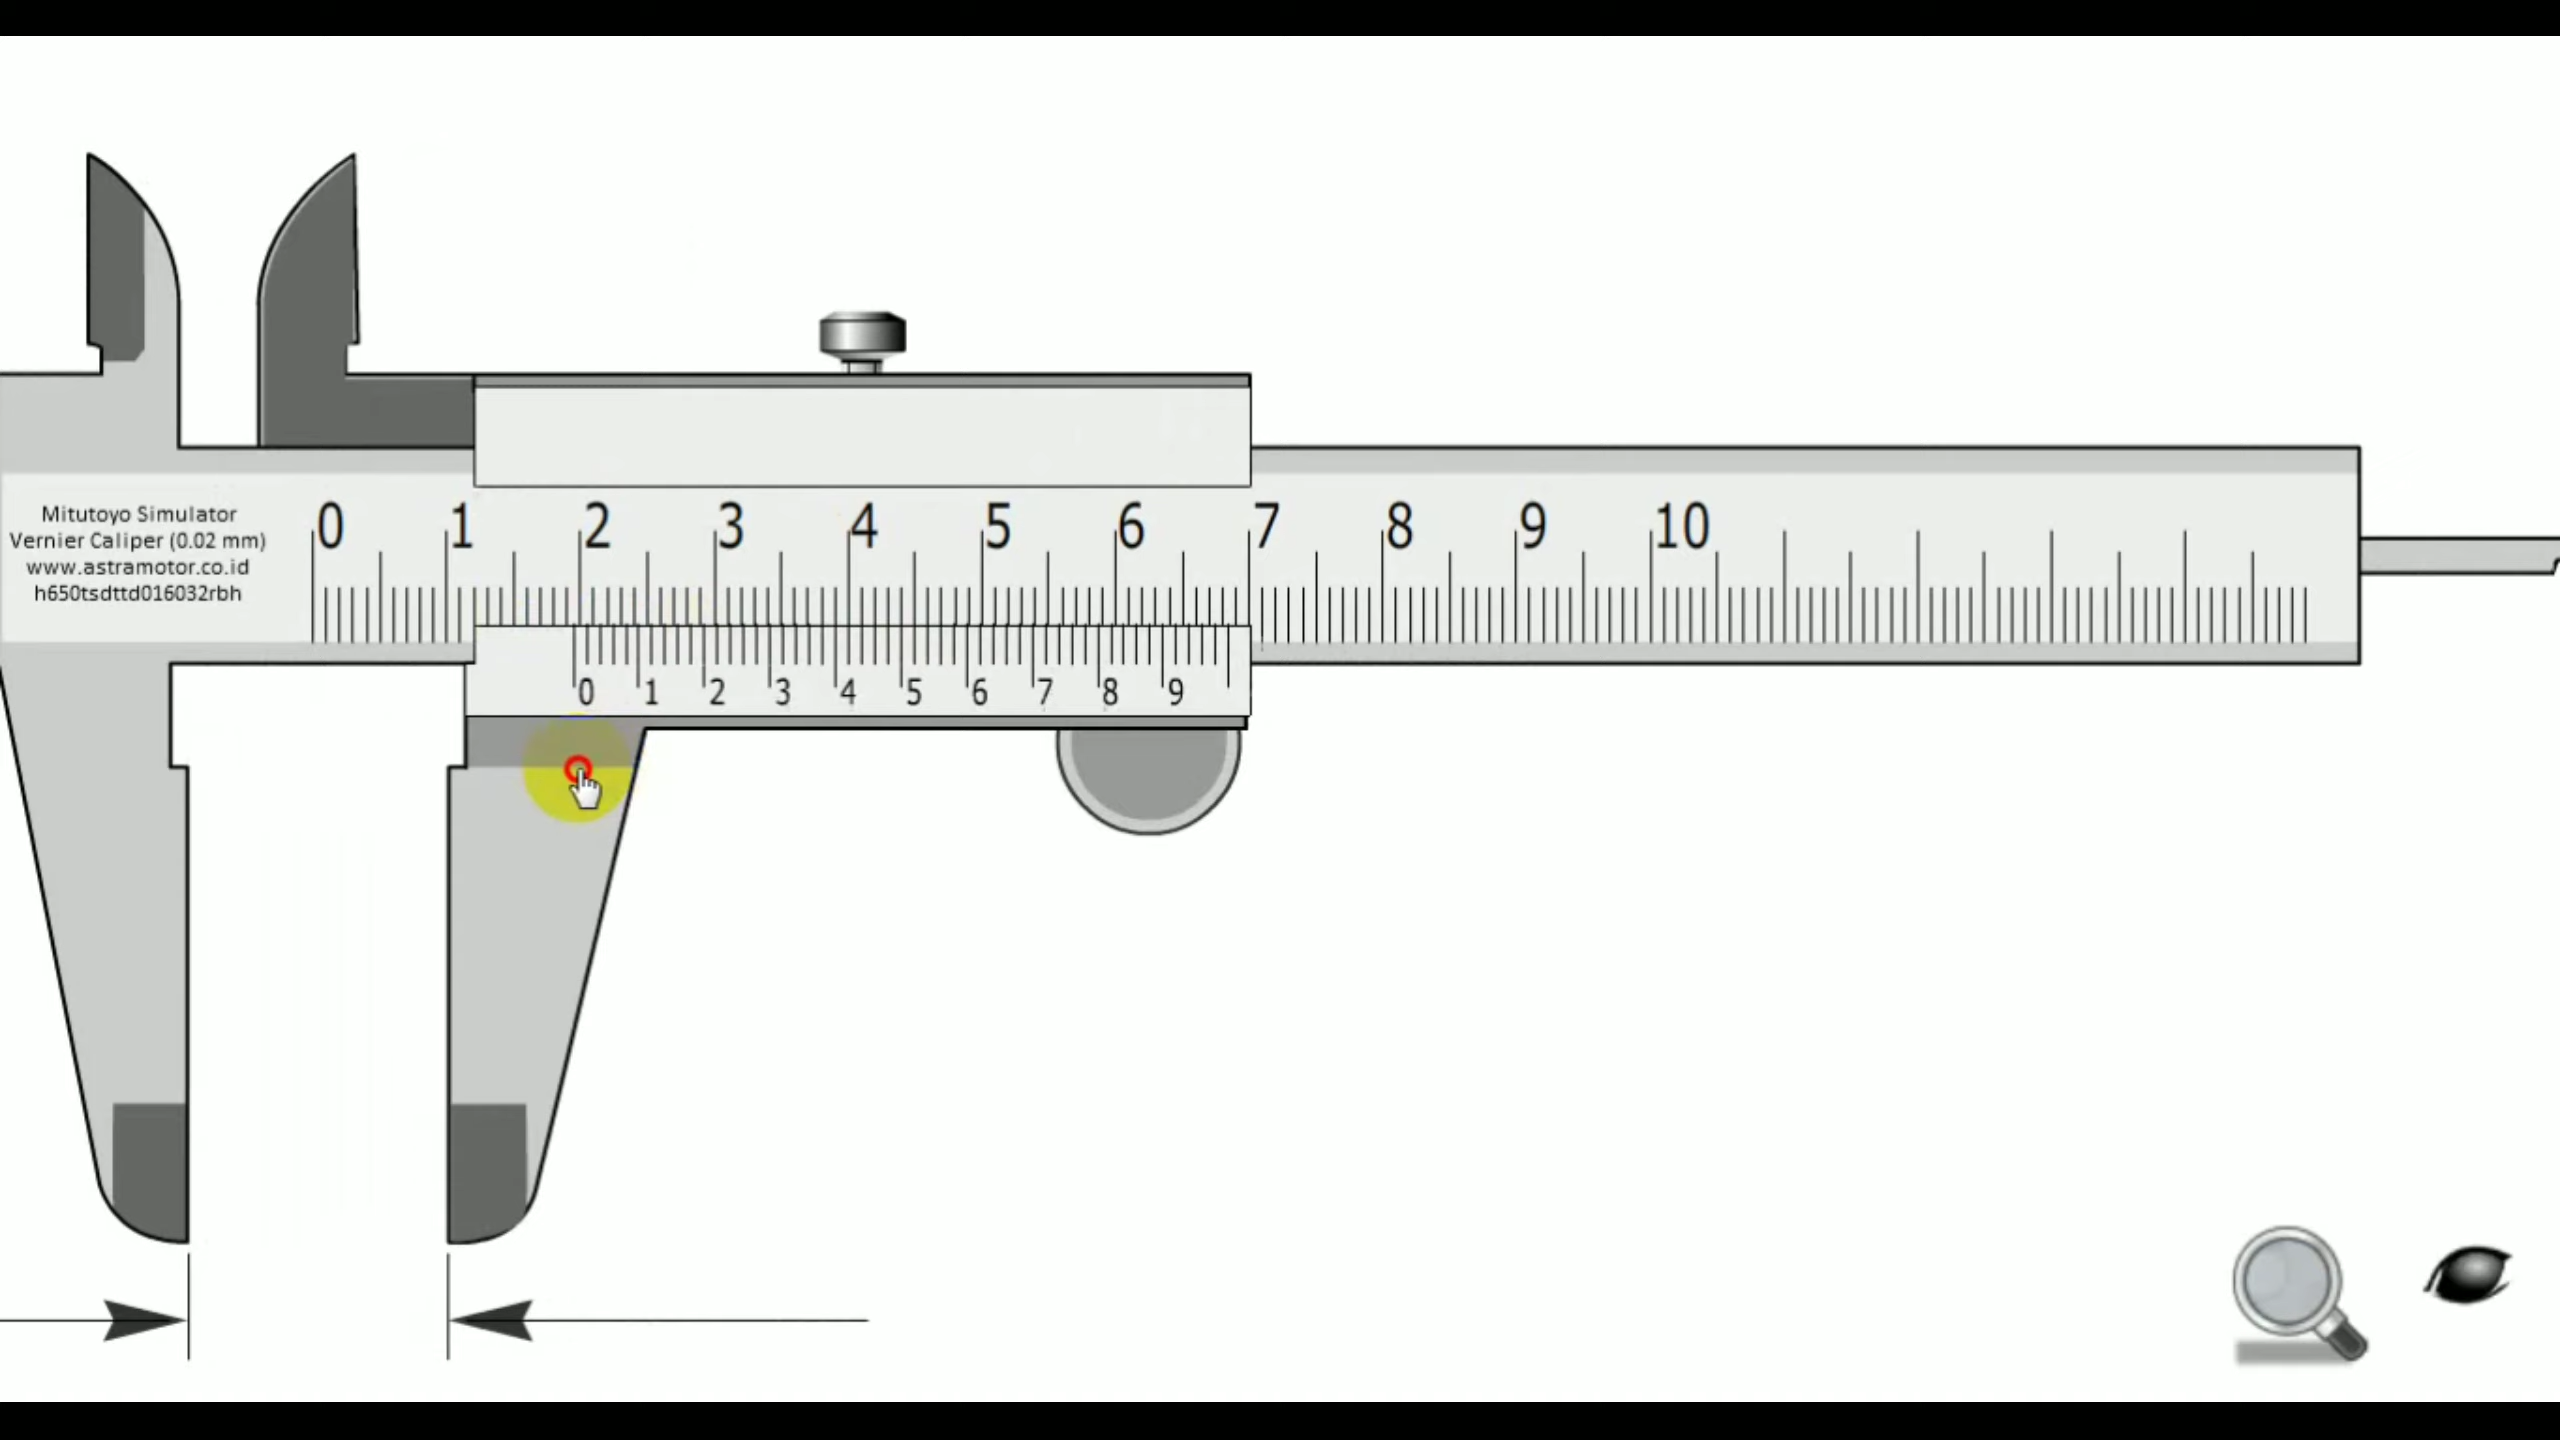 Mitutoyo Simulator
Vernier Caliper (0.02 mm)
www.astramotor.co.id
h650tsdttd016032rbh
0 1 2 3 4 5 6 7 8 9 10
0 1 2 3 4 5 6 7 8 9